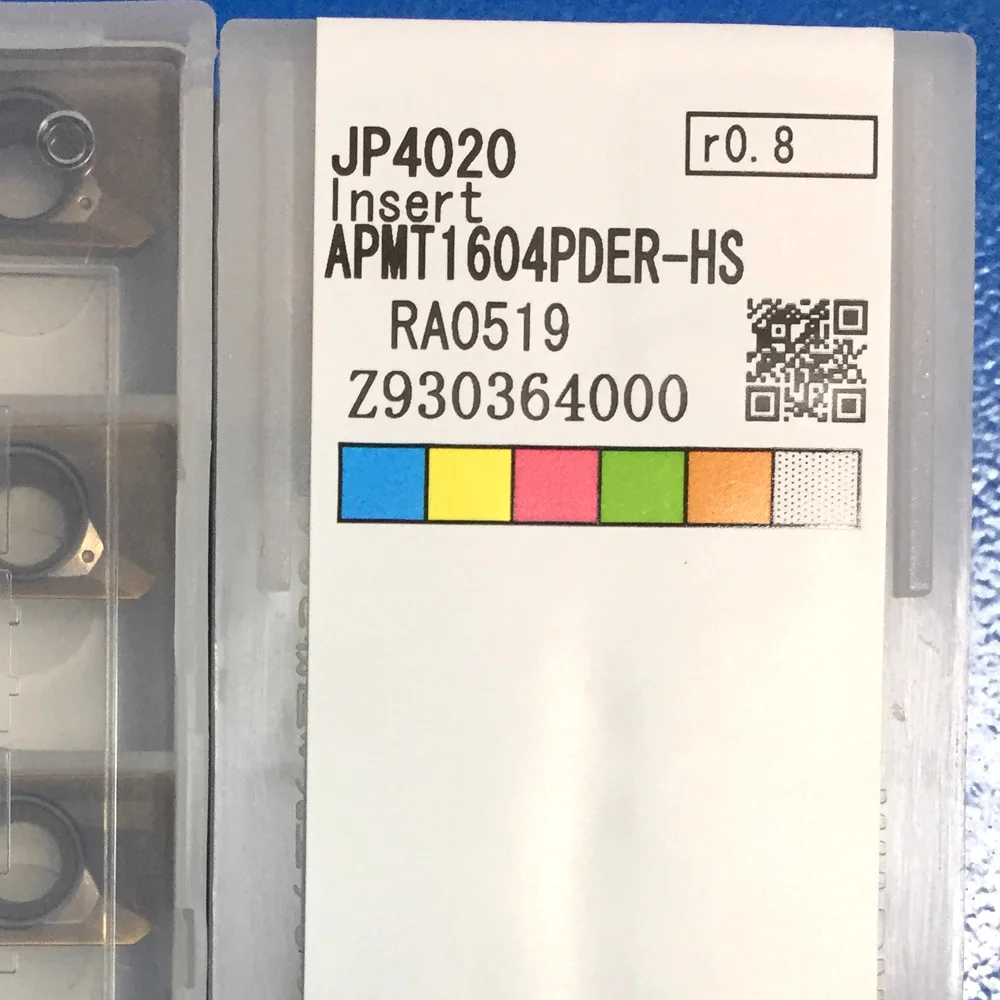 JP4020
r0.8
Insert
APMT1604PDER-HS
RA0519
Z930364000